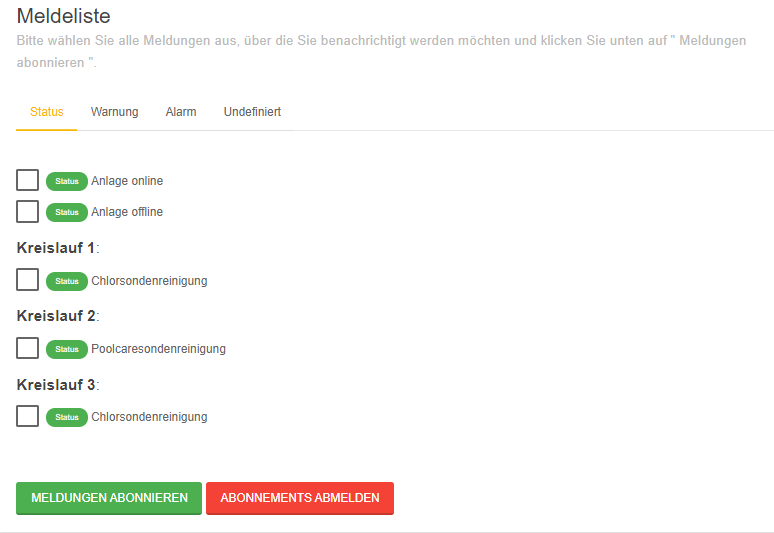 Meldeliste
Bitte wählen Sie alle Meldungen aus, über die Sie benachrichtigt werden möchten und klicken Sie unten auf " Meldungen
abonnieren ".
Status Warnung Alarm Undefiniert
Status Anlage online
Status Anlage offline
Kreislauf 1:
Status Chlorsondenreinigung
Kreislauf 2:
Status Poolcaresondenreinigung
Kreislauf 3:
Status Chlorsondenreinigung
MELDUNGEN ABONNIEREN ABONNEMENTS ABMELDEN